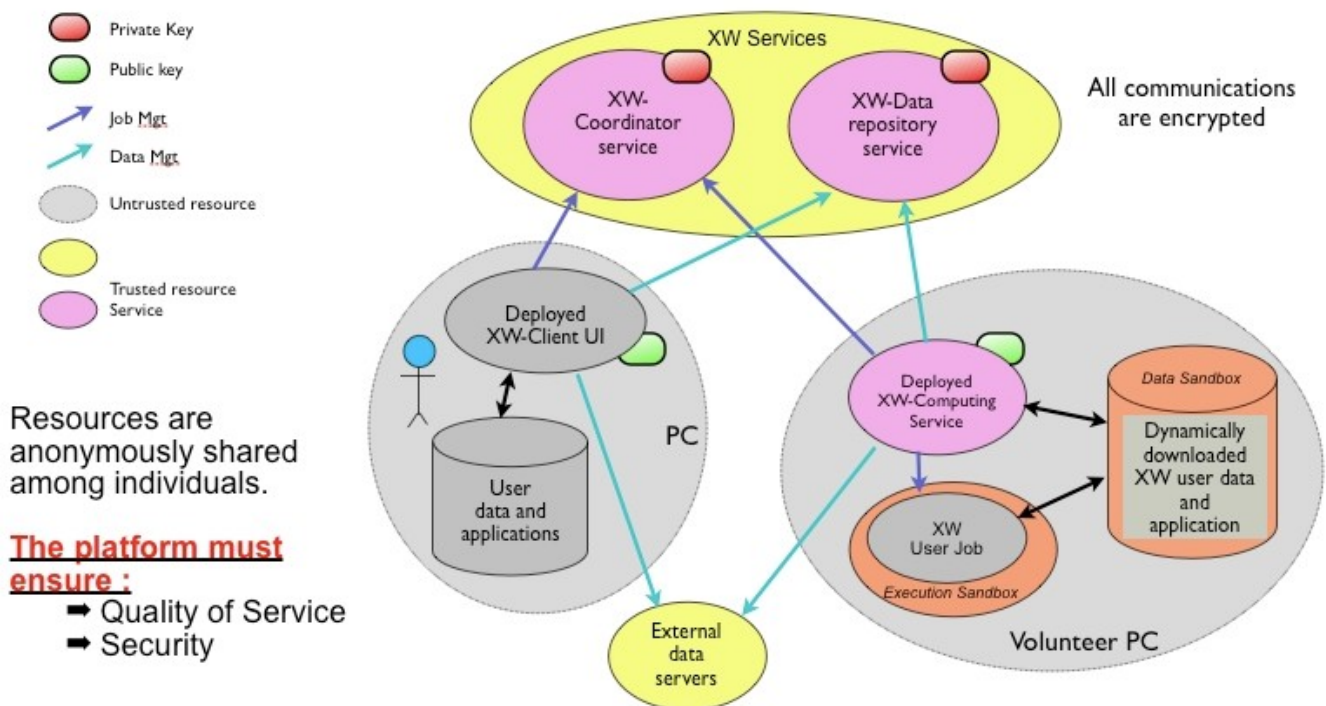 Private Key
Public key
Job Mgt
Data Mgt
Untrusted resource
Trusted resource
Service
Resources are
anonymously shared
among individuals.
The platform must
ensure :
➡ Quality of Service
➡ Security
XW Services
XW-
Coordinator
service
XW-Data
repository
service
All communications
are encrypted
Deployed
XW-Client UI
User
data and
applications
PC
External
data
servers
Deployed
XW-Computing
Service
XW
User Job
Execution Sandbox
Data Sandbox
Dynamically
downloaded
XW user data
and
application
Volunteer PC